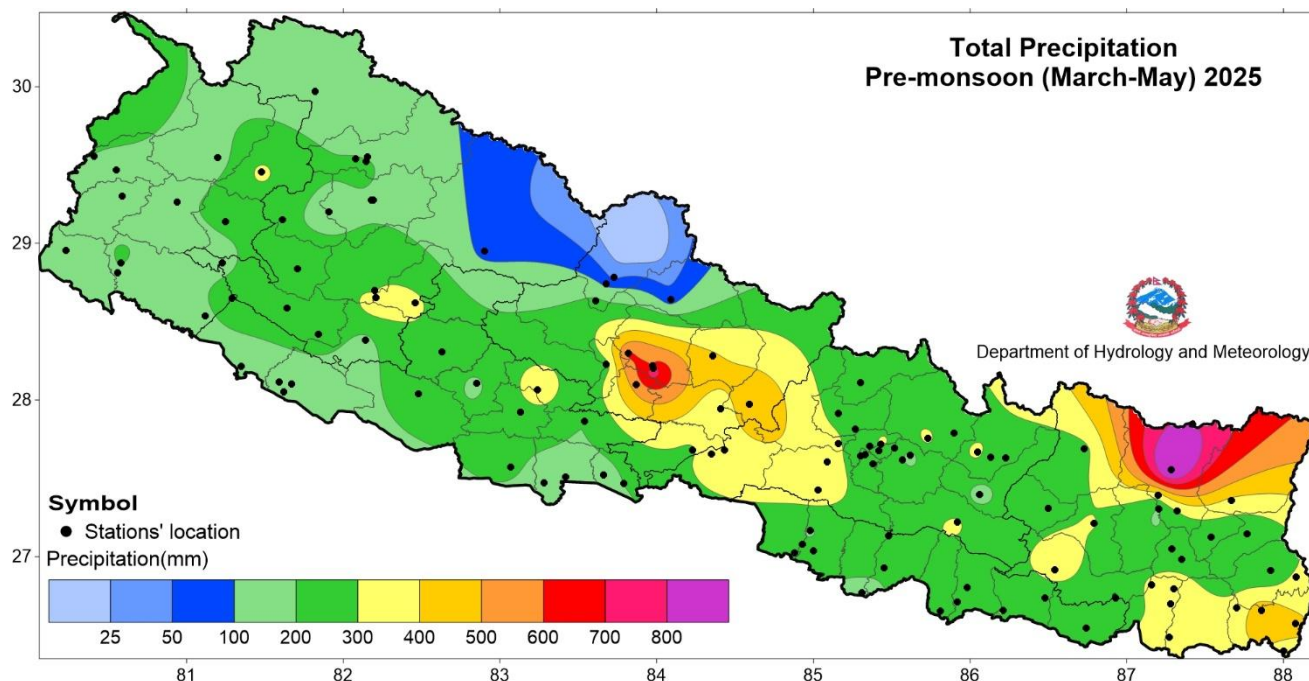 Total Precipitation
Pre-monsoon (March-May) 2025
30
29
28
27
Department of Hydrology and Meteorology
Symbol
Stations' location
Precipitation(mm)
25 50 100 200 300 400 500 600 700 800
81 82 83 84 85 86 87 88